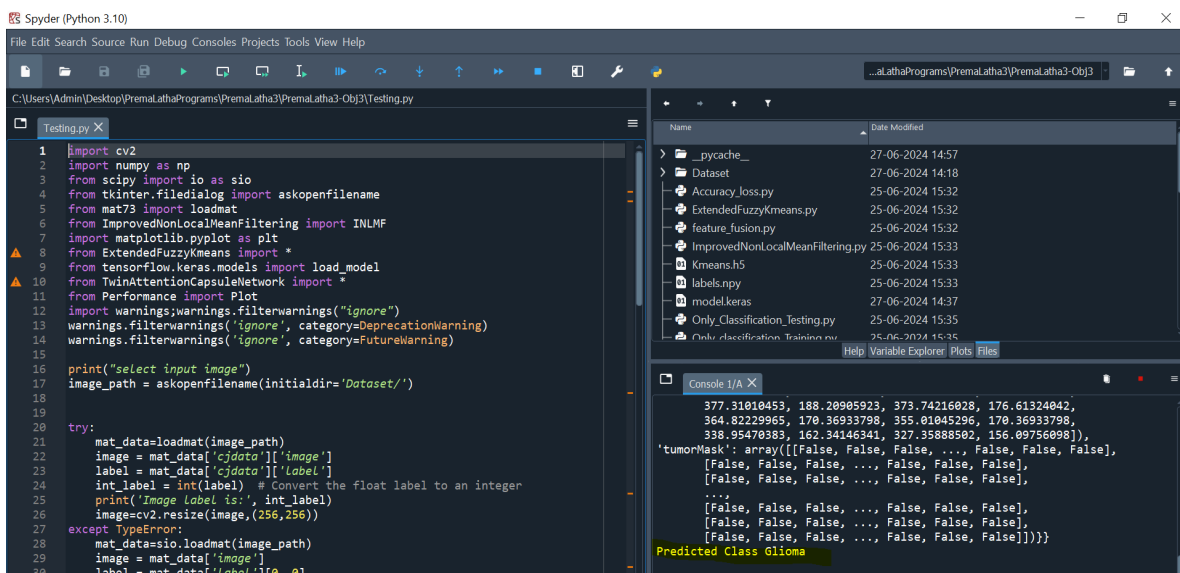 Spyder (Python 3.10)
File Edit Search Source Run Debug Consoles Projects Tools View Help
...aLathaPrograms\PremaLatha3\PremaLatha3-Obj3
C:\Users\Admin\Desktop\PremaLathaPrograms\PremaLatha3\PremaLatha3-Obj3\Testing.py
Testing.py
1 import cv2
2 import numpy as np
3 from scipy import io as sio
4 from tkinter.filedialog import askopenfilename
5 from mat73 import loadmat
6 from ImprovedNonLocalMeanFiltering import INLMF
7 import matplotlib.pyplot as plt
8 from ExtendedFuzzyKmeans import *
9 from tensorflow.keras.models import load_model
10 from TwinAttentionCapsuleNetwork import *
11 from Performance import Plot
12 import warnings;warnings.filterwarnings("ignore")
13 warnings.filterwarnings('ignore', category=DeprecationWarning)
14 warnings.filterwarnings('ignore', category=FutureWarning)
15
16 print("select input image")
17 image_path = askopenfilename(initialdir='Dataset/')
18
19
20 try:
21 mat_data=loadmat(image_path)
22 image = mat_data['cjdata']['image']
23 label = mat_data['cjdata']['label']
24 int_label = int(label) # Convert the float label to an integer
25 print('Image Label is:', int_label)
26 image=cv2.resize(image,(256,256))
27 except TypeError:
28 mat_data=sio.loadmat(image_path)
29 image = mat_data['image']
30 label = mat_data['label'][0, 0]
Name Date Modified
__pycache__ 27-06-2024 14:57
Dataset 27-06-2024 14:18
Accuracy_loss.py 25-06-2024 15:32
ExtendedFuzzyKmeans.py 25-06-2024 15:32
feature_fusion.py 25-06-2024 15:32
ImprovedNonLocalMeanFiltering.py 25-06-2024 15:33
Kmeans.h5 25-06-2024 15:33
labels.npy 25-06-2024 15:33
model.keras 27-06-2024 14:37
Only_Classification_Testing.py 25-06-2024 15:35
Only_classification_Training.py 25-06-2024 15:35
Help Variable Explorer Plots Files
Console 1/A
377.31010453, 188.20905923, 373.74216028, 176.61324042,
364.82229965, 170.36933798, 355.01045296, 170.36933798,
338.95470383, 162.34146341, 327.35888502, 156.09756098]),
'tumorMask': array([[False, False, False, ..., False, False, False],
[False, False, False, ..., False, False, False],
[False, False, False, ..., False, False, False],
...,
[False, False, False, ..., False, False, False],
[False, False, False, ..., False, False, False],
[False, False, False, ..., False, False, False]])}}
Predicted Class Glioma